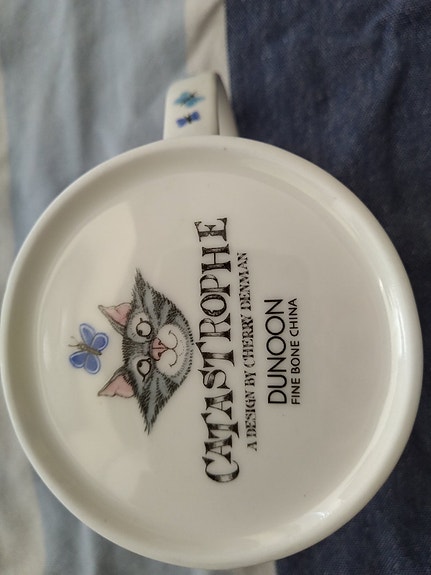 CATASTROPHE
A DESIGN BY CHERRY DENMAN
DUNOON
FINE BONE CHINA